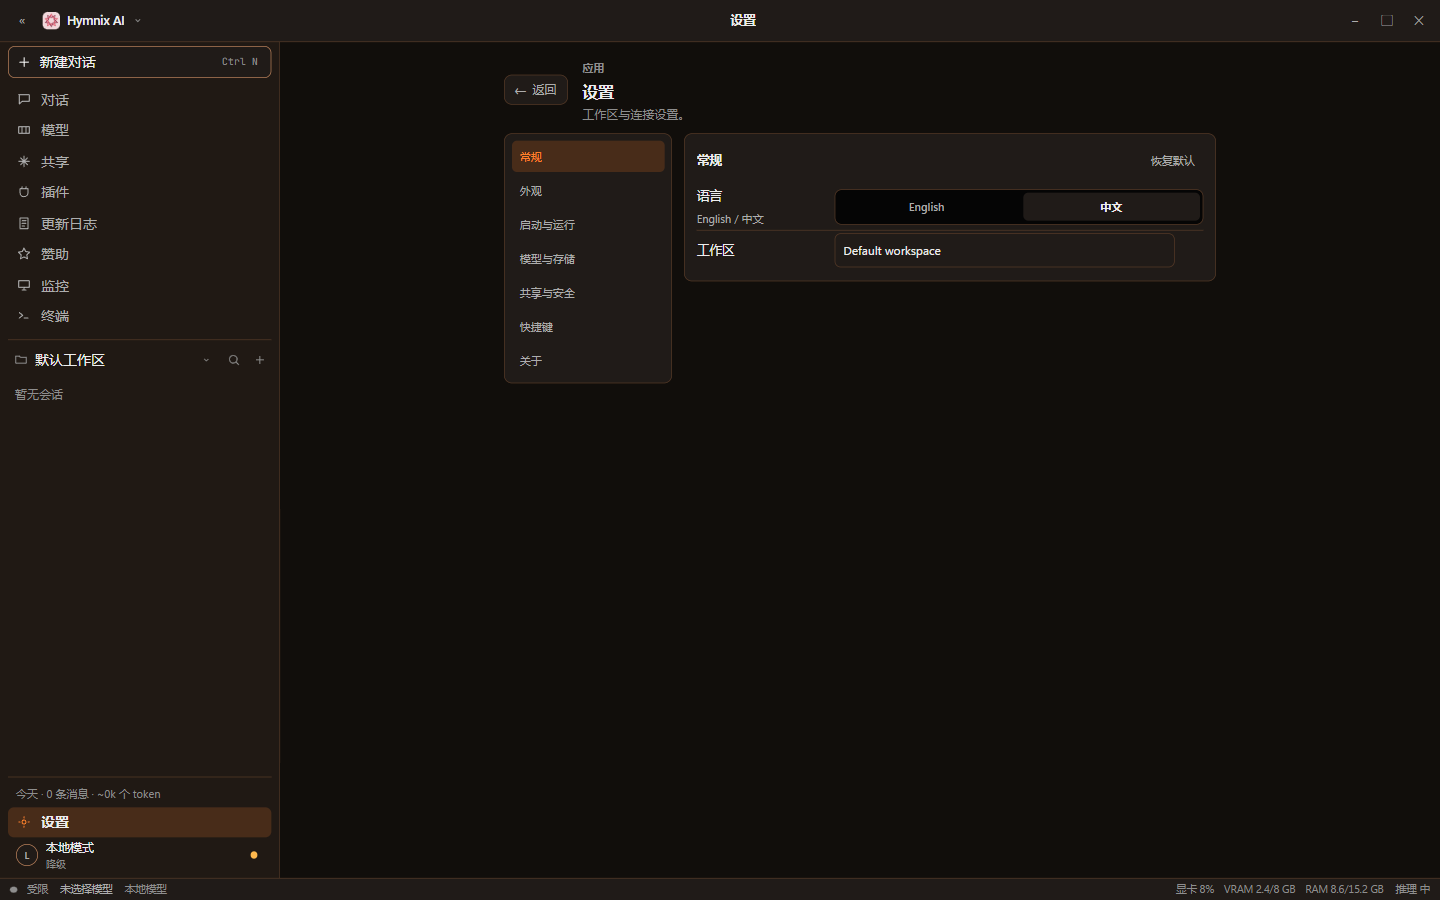 « Hymnix AI
设置
新建对话 Ctrl N
对话
模型
共享
插件
更新日志
赞助
监控
终端
默认工作区
暂无会话
今天 · 0 条消息 · ~0k 个 token
设置
L 本地模式
降级
← 返回
应用
设置
工作区与连接设置。
常规
外观
启动与运行
模型与存储
共享与安全
快捷键
关于
常规 恢复默认
语言
English / 中文
English 中文
工作区 Default workspace
受限 未选择模型 本地模型
显卡 8% VRAM 2.4/8 GB RAM 8.6/15.2 GB 推理 中